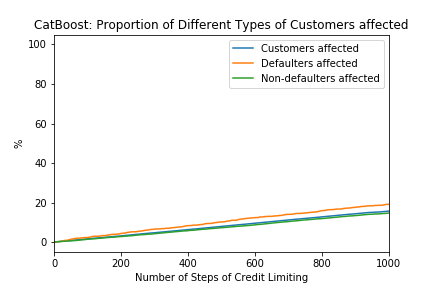 CatBoost: Proportion of Different Types of Customers affected
100
80
60
40
20
0
%
Customers affected
Defaulters affected
Non-defaulters affected
0 200 400 600 800 1000
Number of Steps of Credit Limiting